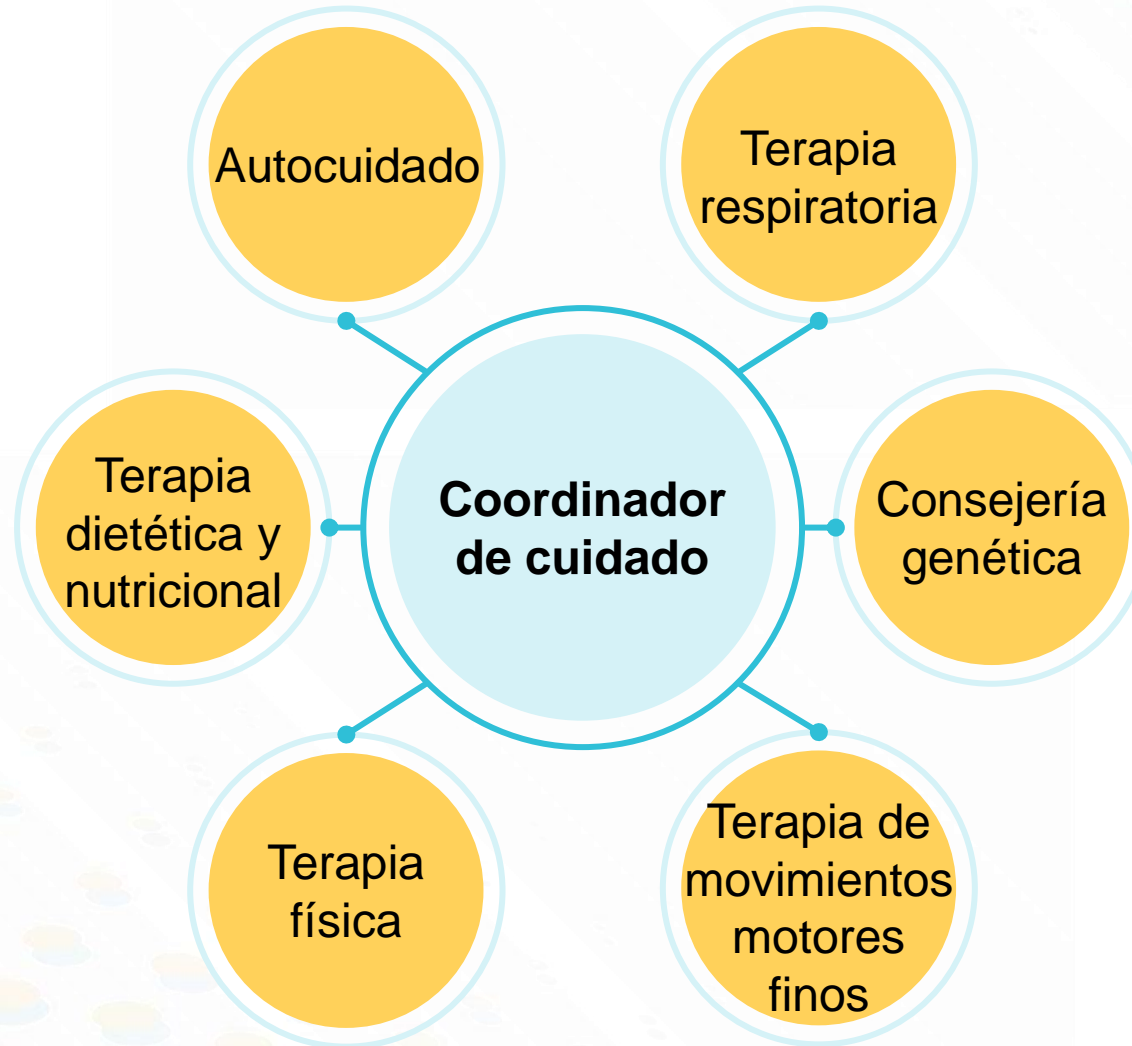 Autocuidado
Terapia
respiratoria
Terapia
dietética y
nutricional
Coordinador
de cuidado
Consejería
genética
Terapia
física
Terapia de
movimientos
motores
finos